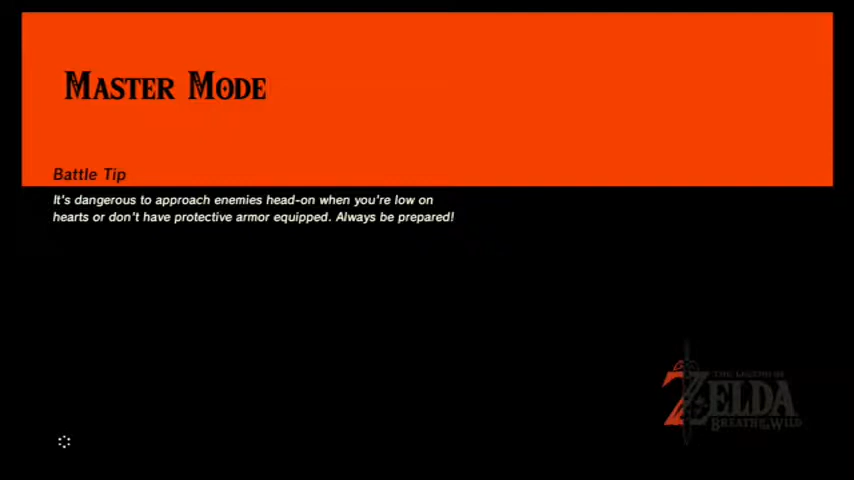 Master Mode
Battle Tip
It's dangerous to approach enemies head-on when you're low on
hearts or don't have protective armor equipped. Always be prepared!
THE LEGEND OF
ZELDA
BREATH OF THE WILD